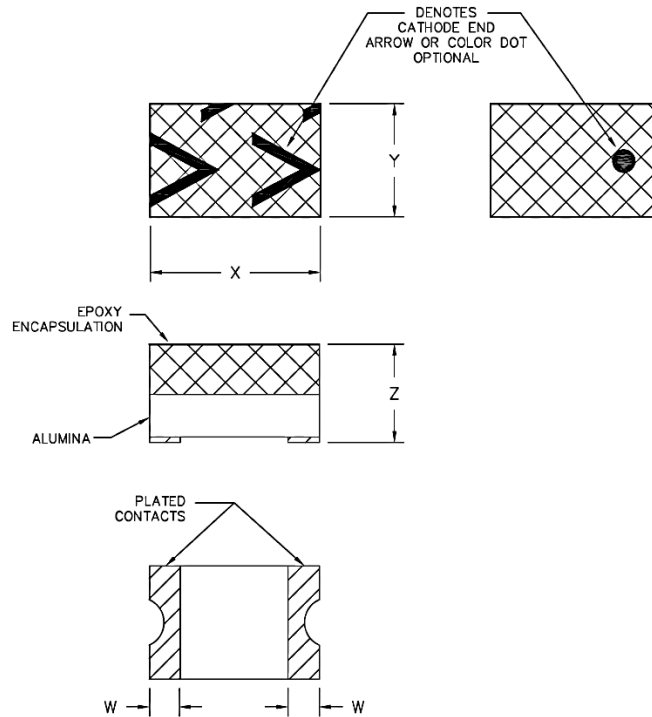 DENOTES
CATHODE END
ARROW OR COLOR DOT
OPTIONAL
Y
X
EPOXY
ENCAPSULATION
Z
ALUMINA
PLATED
CONTACTS
W
W